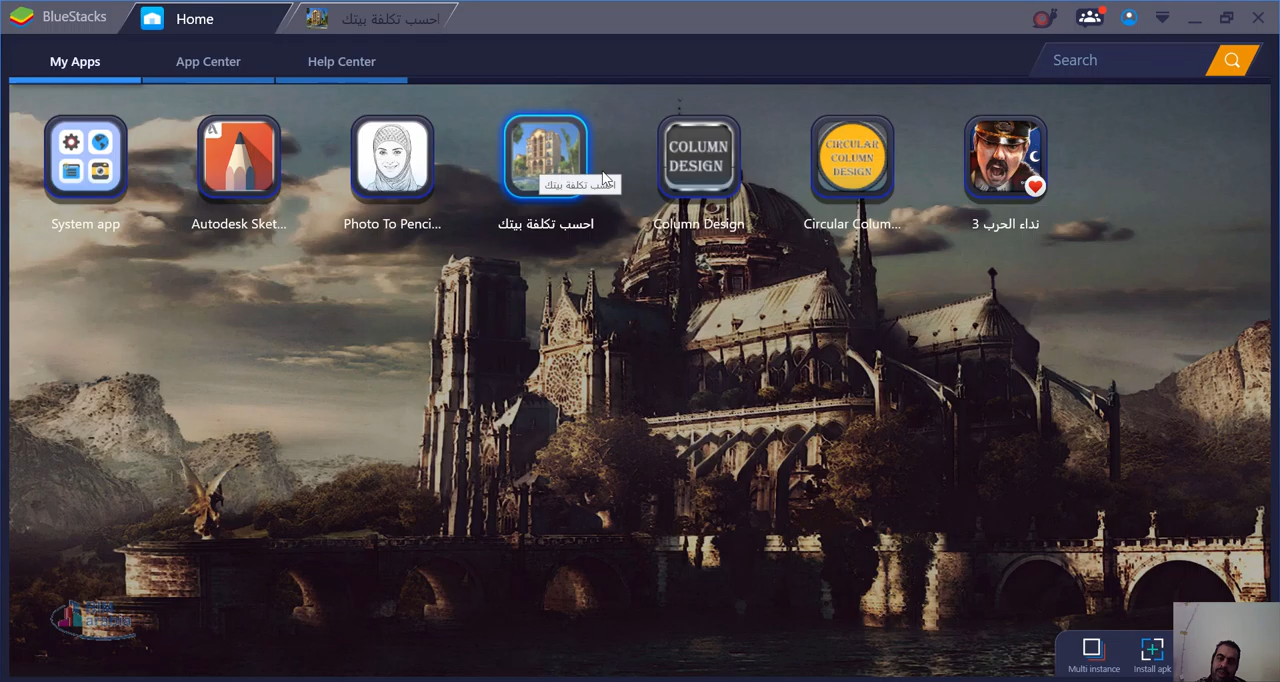 BlueStacks
Home
احسب تكلفة بيتك
My Apps
App Center
Help Center
Search
COLUMN
DESIGN
CIRCULAR
COLUMN
DESIGN
احسب تكلفة بيتك
System app
Autodesk Sket...
Photo To Penci...
احسب تكلفة بيتك
Column Design
Circular Colum...
نداء الحرب 3
Multi instance
Install apk